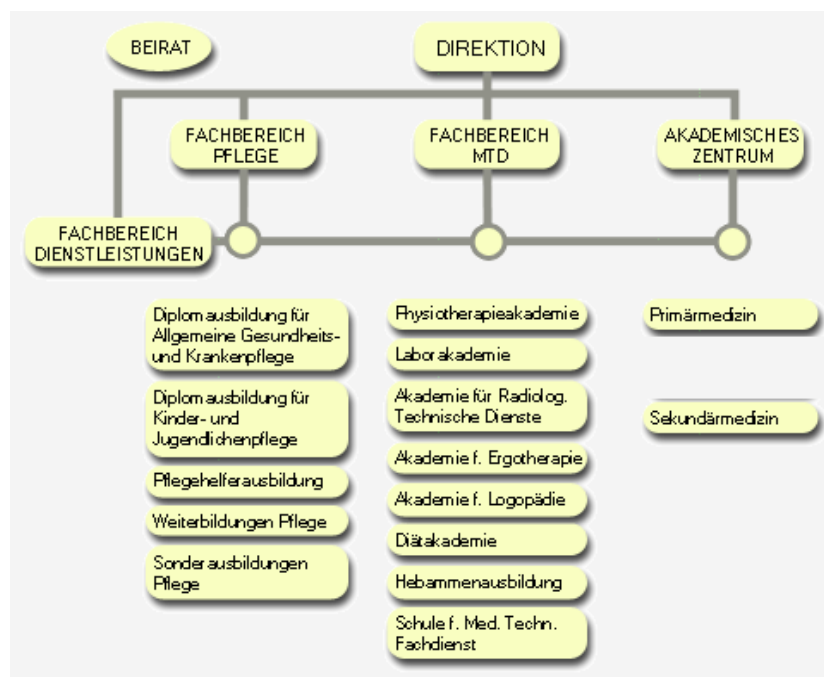 BEIRAT
DIREKTION
FACHBEREICH
PFLEGE
FACHBEREICH
MTD
AKADEMISCHES
ZENTRUM
FACHBEREICH
DIENSTLEISTUNGEN
Diplomausbildung für
Allgemeine Gesundheits-
und Krankenpflege
Diplomausbildung für
Kinder- und
Jugendlichenpflege
Pflegehelferausbildung
Weiterbildungen Pflege
Sonderausbildungen
Pflege
Physiotherapieakademie
Laborakademie
Akademie für Radiolog.
Technische Dienste
Akademie f. Ergotherapie
Akademie f. Logopädie
Diätakademie
Hebammenausbildung
Schule f. Med. Techn.
Fachdienst
Primärmedizin
Sekundärmedizin